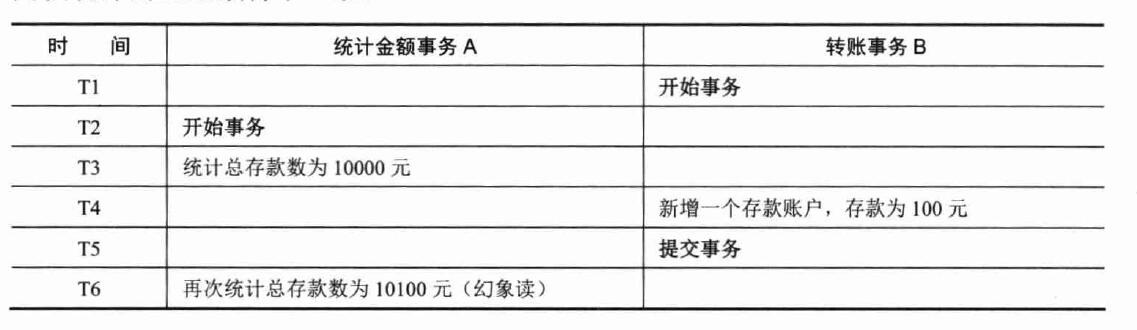 时 间 统计金额事务 A 转账事务 B
T1 开始事务
T2 开始事务
T3 统计总存款数为 10000 元
T4 新增一个存款账户，存款为 100 元
T5 提交事务
T6 再次统计总存款数为 10100 元（幻象读）